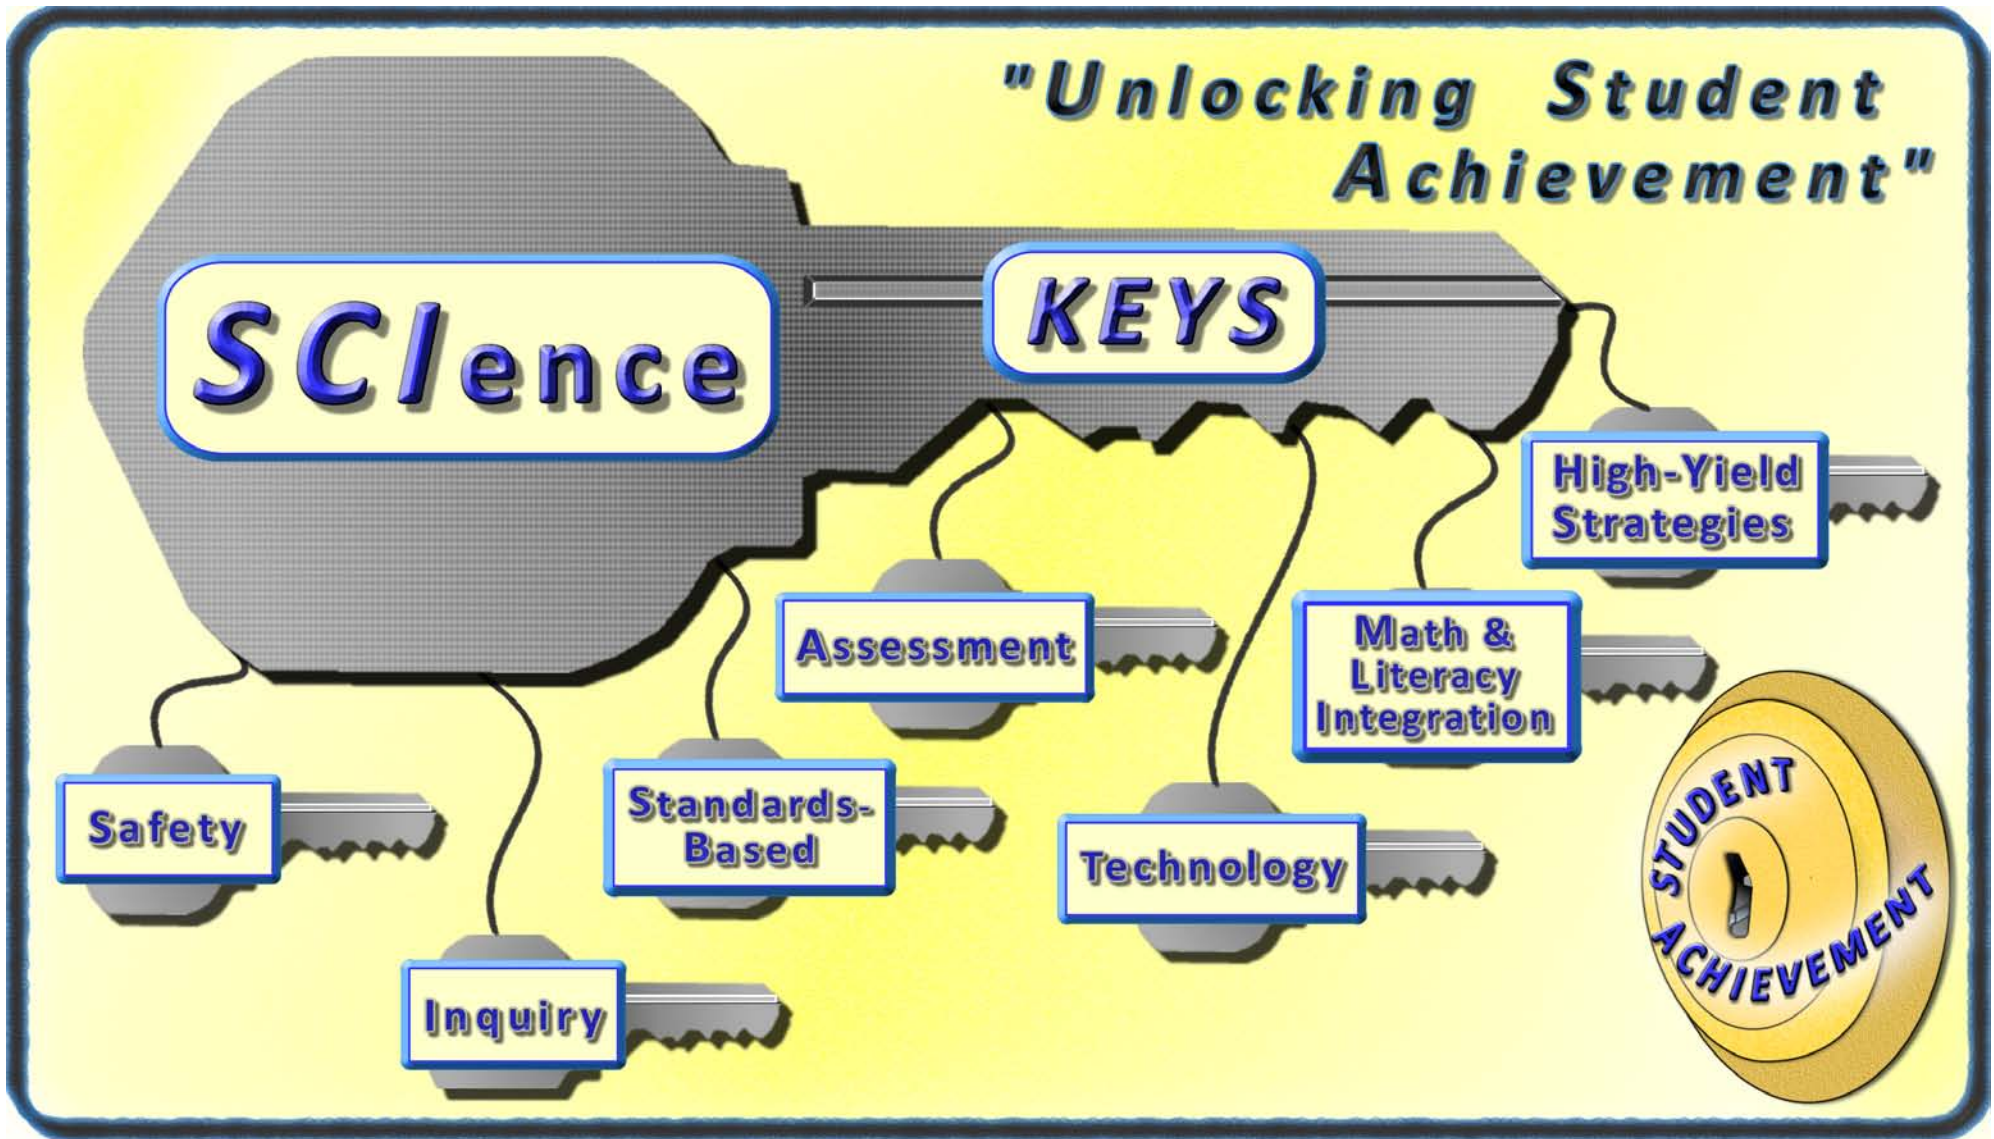 "Unlocking Student
Achievement"
SCIence
KEYS
High-Yield
Strategies
Assessment
Math &
Literacy
Integration
Safety
Standards-
Based
Technology
Inquiry
STUDENT
ACHIEVEMENT